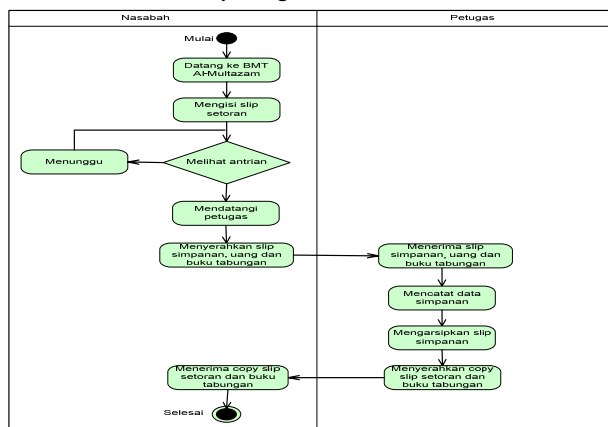 Nasabah
Petugas
Mulai
Datang ke BMT
Al-Multazam
Mengisi slip
setoran
Menunggu
Melihat antrian
Mendatangi
petugas
Menyerahkan slip
simpanan, uang dan
buku tabungan
Menerima slip
simpanan, uang dan
buku tabungan
Mencatat data
simpanan
Mengarsipkan slip
simpanan
Menyerahkan copy
slip setoran dan
buku tabungan
Menerima copy slip
setoran dan buku
tabungan
Selesai